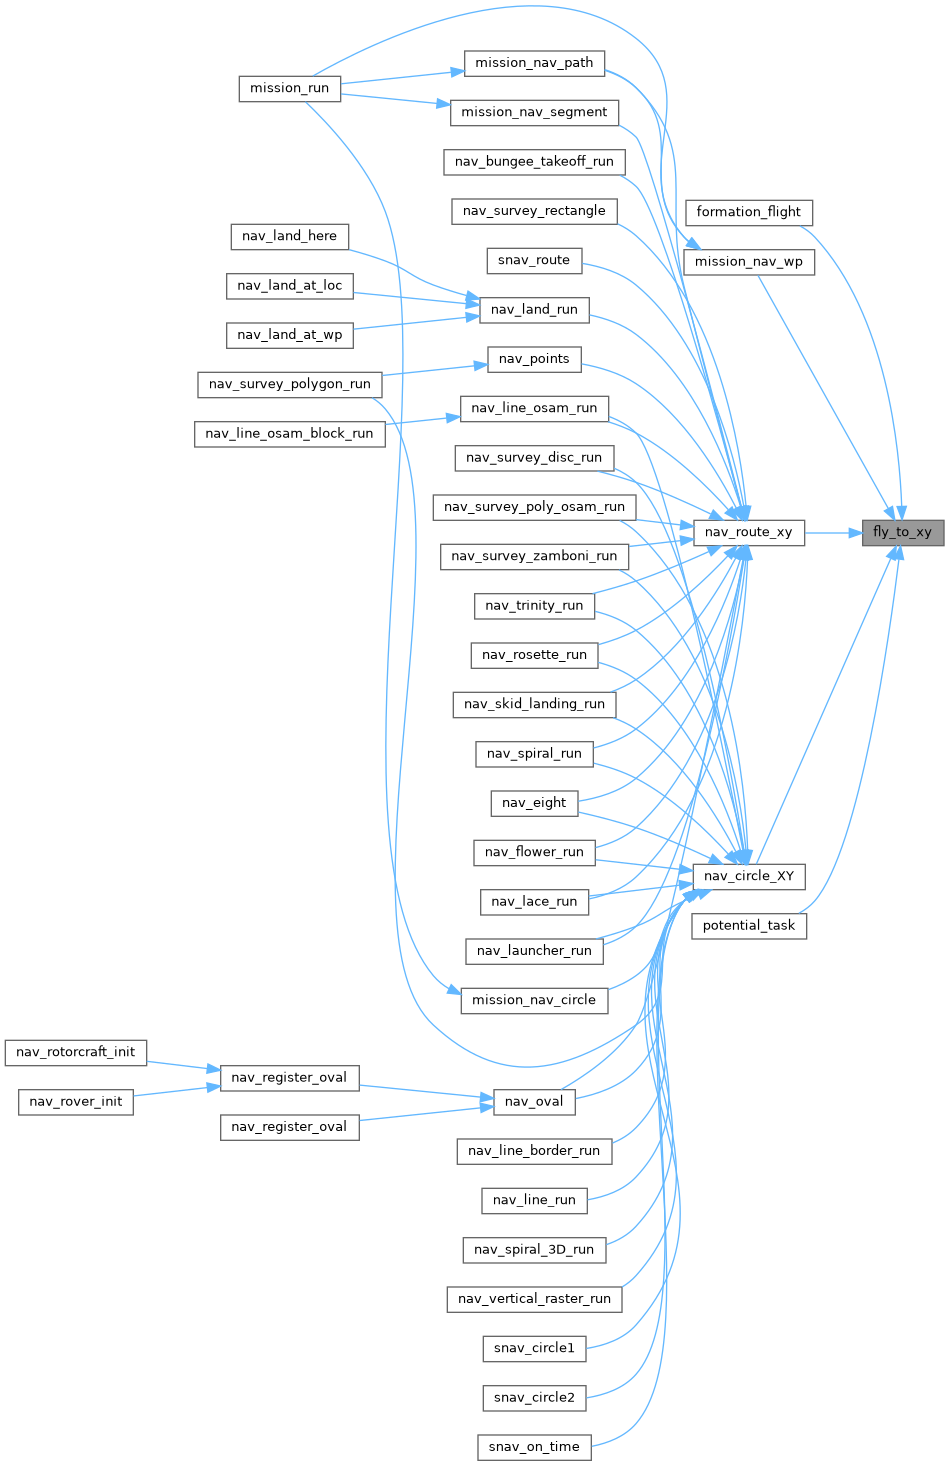 mission_run
mission_nav_path
mission_nav_segment
nav_bungee_takeoff_run
nav_survey_rectangle
formation_flight
nav_land_here
snav_route
mission_nav_wp
nav_land_at_loc
nav_land_run
nav_land_at_wp
nav_points
nav_survey_polygon_run
nav_line_osam_run
nav_line_osam_block_run
nav_survey_disc_run
nav_survey_poly_osam_run
nav_route_xy
fly_to_xy
nav_survey_zamboni_run
nav_trinity_run
nav_rosette_run
nav_skid_landing_run
nav_spiral_run
nav_eight
nav_flower_run
nav_circle_XY
nav_lace_run
potential_task
nav_launcher_run
mission_nav_circle
nav_rotorcraft_init
nav_register_oval
nav_rover_init
nav_oval
nav_register_oval
nav_line_border_run
nav_line_run
nav_spiral_3D_run
nav_vertical_raster_run
snav_circle1
snav_circle2
snav_on_time